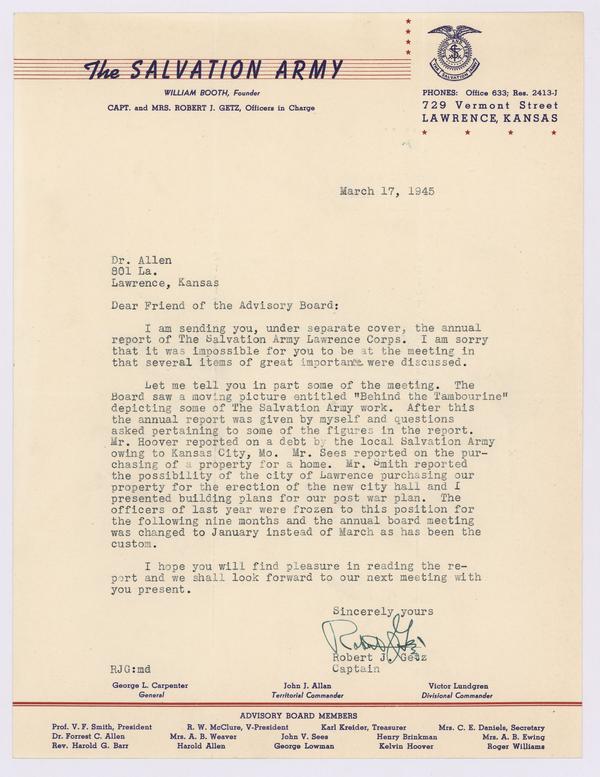 The SALVATION ARMY
WILLIAM BOOTH, Founder
CAPT. and MRS. ROBERT J. GETZ, Officers in Charge
THE SALVATION ARMY
PHONES: Office 633; Res. 2413-J
729 Vermont Street
LAWRENCE, KANSAS
March 17, 1945
Dr. Allen
801 La.
Lawrence, Kansas
Dear Friend of the Advisory Board:
I am sending you, under separate cover, the annual
report of The Salvation Army Lawrence Corps. I am sorry
that it was impossible for you to be at the meeting in
that several items of great importance were discussed.
Let me tell you in part some of the meeting. The
Board saw a moving picture entitled "Behind the Tambourine"
depicting some of The Salvation Army work. After this
the annual report was given by myself and questions
asked pertaining to some of the figures in the report.
Mr. Hoover reported on a debt by the local Salvation Army
owing to Kansas City, Mo. Mr. Sees reported on the pur-
chasing of a property for a home. Mr. Smith reported
the possibility of the city of Lawrence purchasing our
property for the erection of the new city hall and I
presented building plans for our post war plan. The
officers of last year were frozen to this position for
the following nine months and the annual board meeting
was changed to January instead of March as has been the
custom.
I hope you will find pleasure in reading the re-
port and we shall look forward to our next meeting with
you present.
Sincerely yours
Robert J. Getz
Robert J. Getz
Captain
RJG:md
George L. Carpenter
General
John J. Allan
Territorial Commander
Victor Lundgren
Divisional Commander
ADVISORY BOARD MEMBERS
Prof. V. F. Smith, President R. W. McClure, V-President Karl Kreider, Treasurer Mrs. C. E. Daniels, Secretary
Dr. Forrest C. Allen Mrs. A. B. Weaver John V. Sees Henry Brinkman Mrs. A. B. Ewing
Rev. Harold G. Barr Harold Allen George Lowman Kelvin Hoover Roger Williams